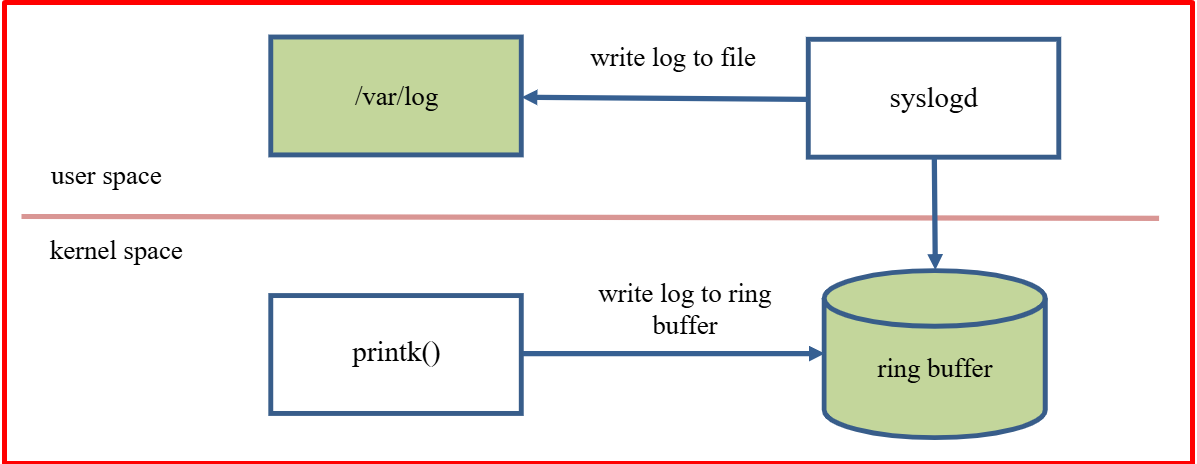 write log to file
/var/log
syslogd
user space
kernel space
write log to ring
buffer
printk()
ring buffer